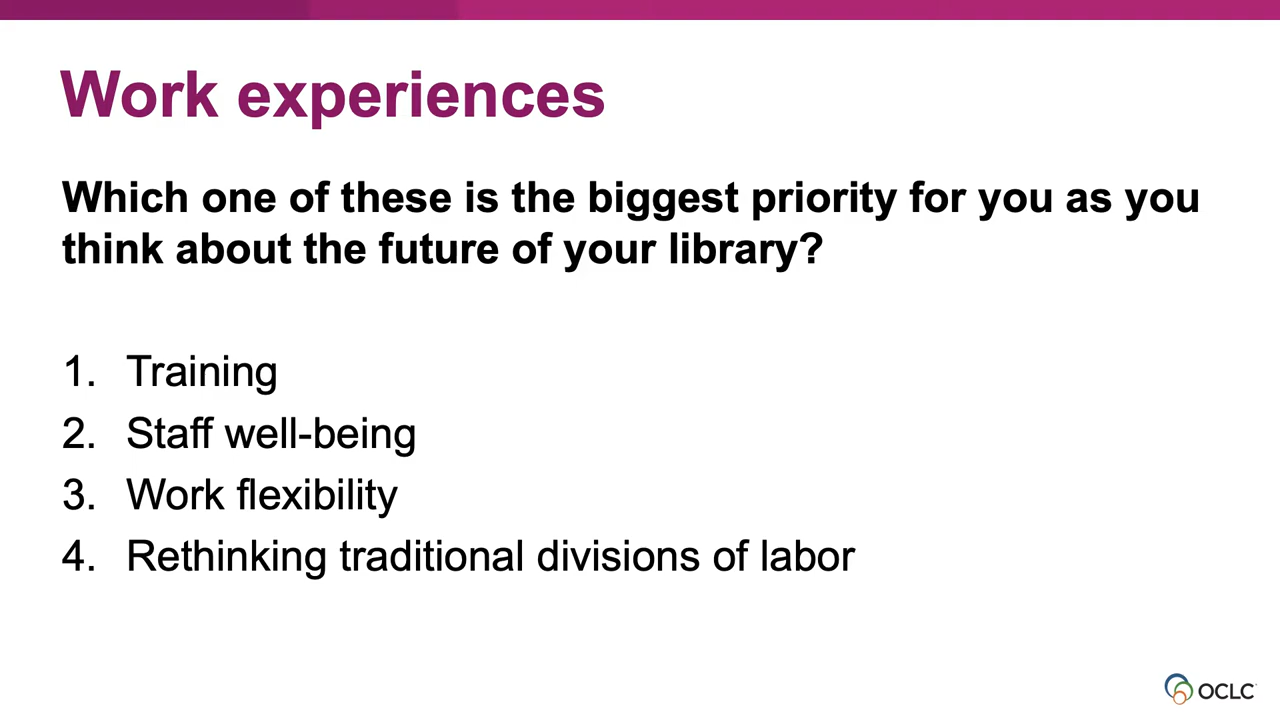 Work experiences
Which one of these is the biggest priority for you as you
think about the future of your library?
1. Training
2. Staff well-being
3. Work flexibility
4. Rethinking traditional divisions of labor
OCLC